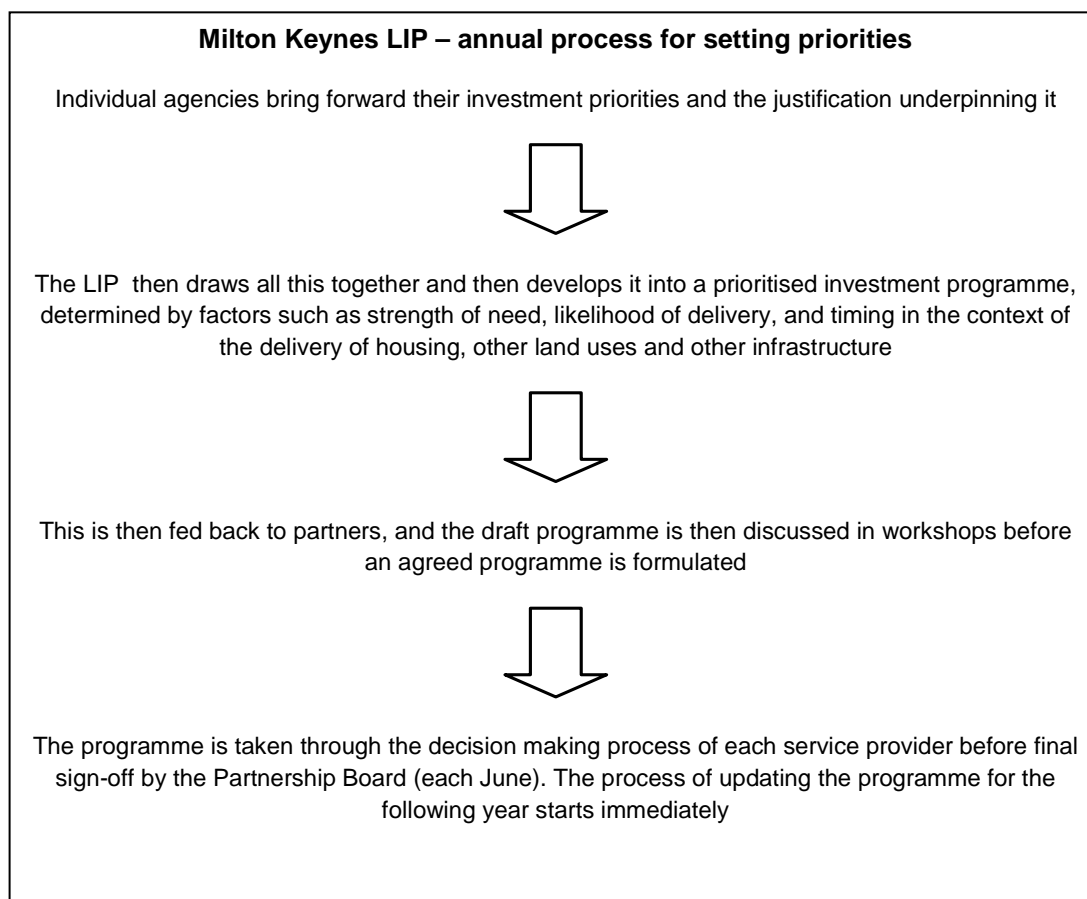 Milton Keynes LIP – annual process for setting priorities
Individual agencies bring forward their investment priorities and the justification underpinning it
The LIP then draws all this together and then develops it into a prioritised investment programme,
determined by factors such as strength of need, likelihood of delivery, and timing in the context of
the delivery of housing, other land uses and other infrastructure
This is then fed back to partners, and the draft programme is then discussed in workshops before
an agreed programme is formulated
The programme is taken through the decision making process of each service provider before final
sign-off by the Partnership Board (each June). The process of updating the programme for the
following year starts immediately